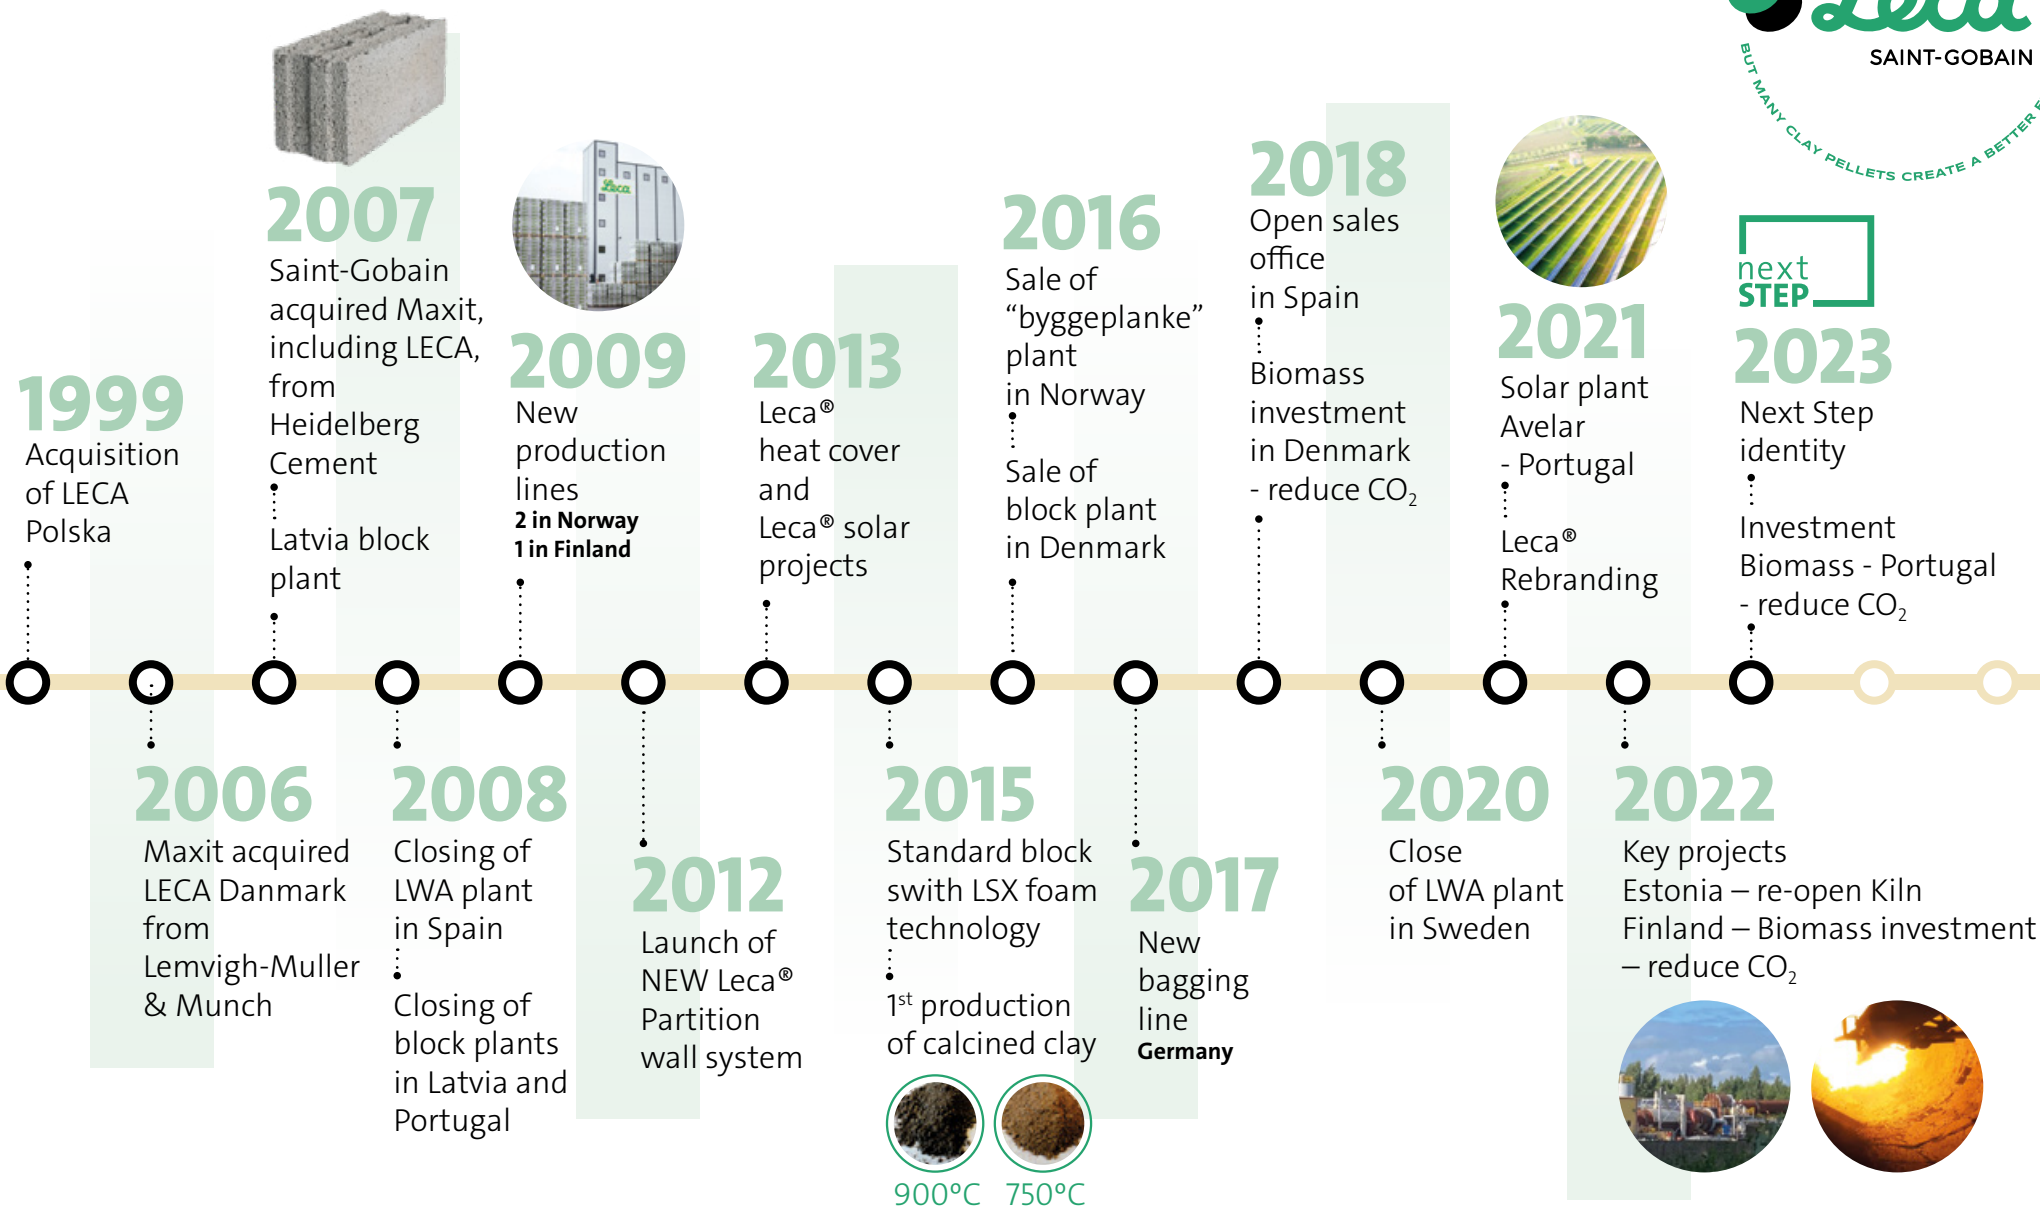 Leca
SAINT-GOBAIN
BUT MANY CLAY PELLETS CREATE A BETTER
1999
Acquisition
of LECA
Polska
2006
Maxit acquired
LECA Danmark
from
Lemvigh-Muller
& Munch
2007
Saint-Gobain
acquired Maxit,
including LECA,
from
Heidelberg
Cement
Latvia block
plant
2008
Closing of
LWA plant
in Spain
Closing of
block plants
in Latvia and
Portugal
Leca
2009
New
production
lines
2 in Norway
1 in Finland
2012
Launch of
NEW Leca®
Partition
wall system
2013
Leca®
heat cover
and
Leca® solar
projects
2015
Standard block
swith LSX foam
technology
1st production
of calcined clay
900°C 750°C
2016
Sale of
“byggeplanke”
plant
in Norway
Sale of
block plant
in Denmark
2017
New
bagging
line
Germany
2018
Open sales
office
in Spain
Biomass
investment
in Denmark
- reduce CO₂
2020
Close
of LWA plant
in Sweden
2021
Solar plant
Avelar
- Portugal
Leca®
Rebranding
2022
Key projects
Estonia – re-open Kiln
Finland – Biomass investment
– reduce CO₂
next
STEP
2023
Next Step
identity
Investment
Biomass - Portugal
- reduce CO₂